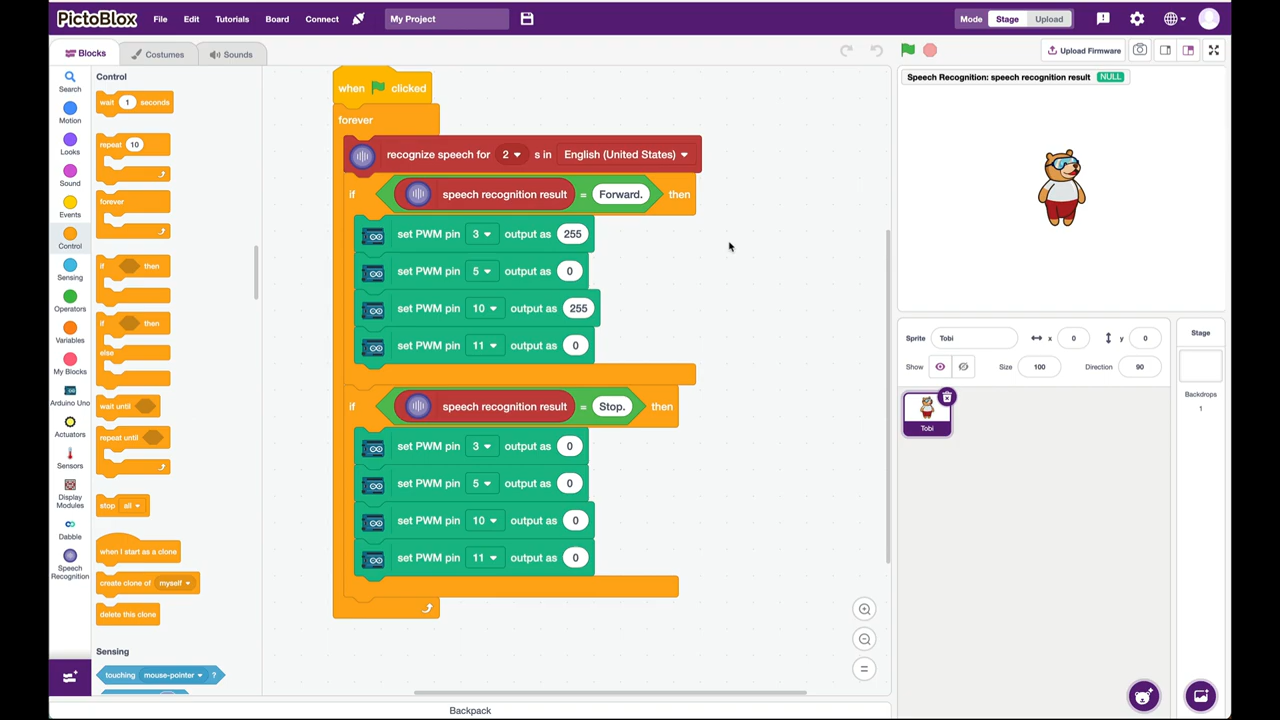 PictoBlox File Edit Tutorials Board Connect My Project Mode Stage Upload
Blocks Costumes Sounds Upload Firmware
Search
Motion
Looks
Sound
Events
Control
Sensing
Operators
Variables
My Blocks
Arduino Uno
Actuators
Sensors
Display
Modules
Dabble
Speech
Recognition
Control
wait 1 seconds
repeat 10
forever
if then
if then
else
wait until
repeat until
stop all
when I start as a clone
create clone of myself
delete this clone
Sensing
touching mouse-pointer ?
when clicked
forever
recognize speech for 2 s in English (United States)
if speech recognition result = Forward. then
set PWM pin 3 output as 255
set PWM pin 5 output as 0
set PWM pin 10 output as 255
set PWM pin 11 output as 0
if speech recognition result = Stop. then
set PWM pin 3 output as 0
set PWM pin 5 output as 0
set PWM pin 10 output as 0
set PWM pin 11 output as 0
Backpack
Speech Recognition: speech recognition result NULL
Sprite Tobi x 0 y 0
Show Size 100 Direction 90
Tobi
Stage
Backdrops
1